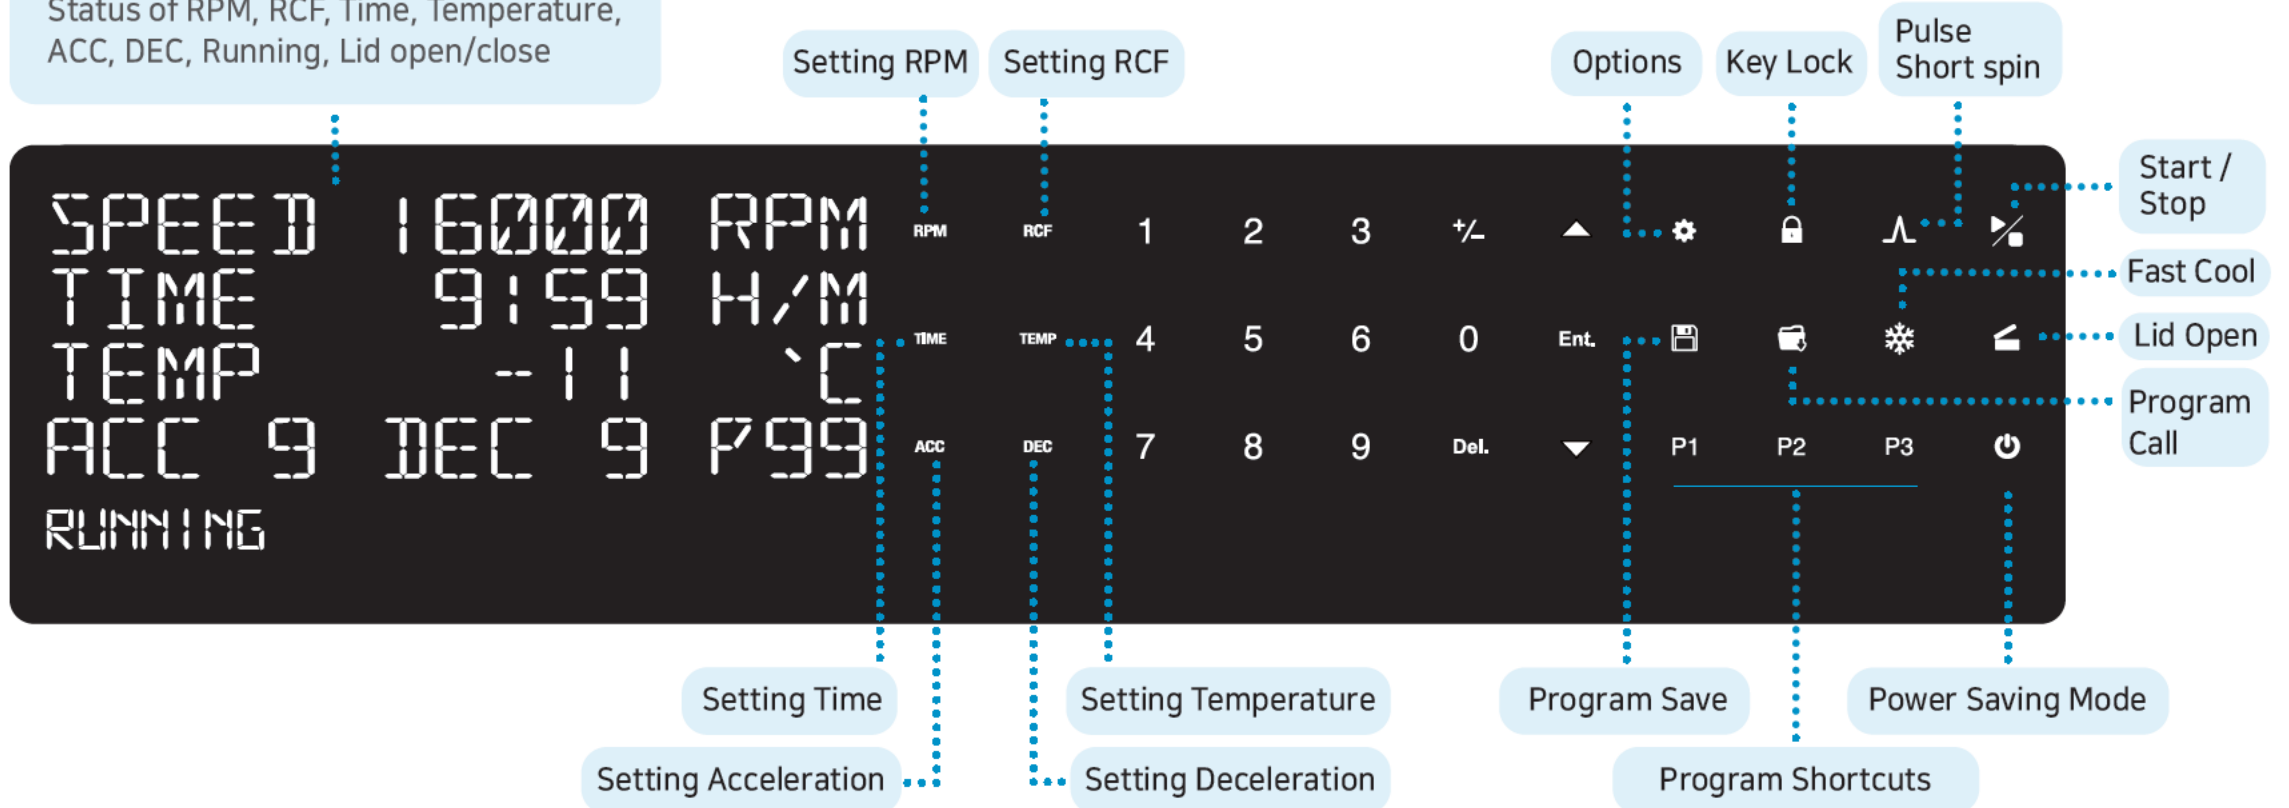 Status of RPM, RCF, Time, Temperature,
ACC, DEC, Running, Lid open/close
Setting RPM
Setting RCF
Options
Key Lock
Pulse
Short spin
Start /
Stop
Fast Cool
Lid Open
Program
Call
SPEED 16000 RPM
TIME 9:59 H/M
TEMP -11 `C
ACC 9 DEC 9 P99
RUNNING
RPM RCF 1 2 3 +/-
TIME TEMP 4 5 6 0 Ent.
ACC DEC 7 8 9 Del. P1 P2 P3
Setting Time
Setting Temperature
Program Save
Power Saving Mode
Setting Acceleration
Setting Deceleration
Program Shortcuts